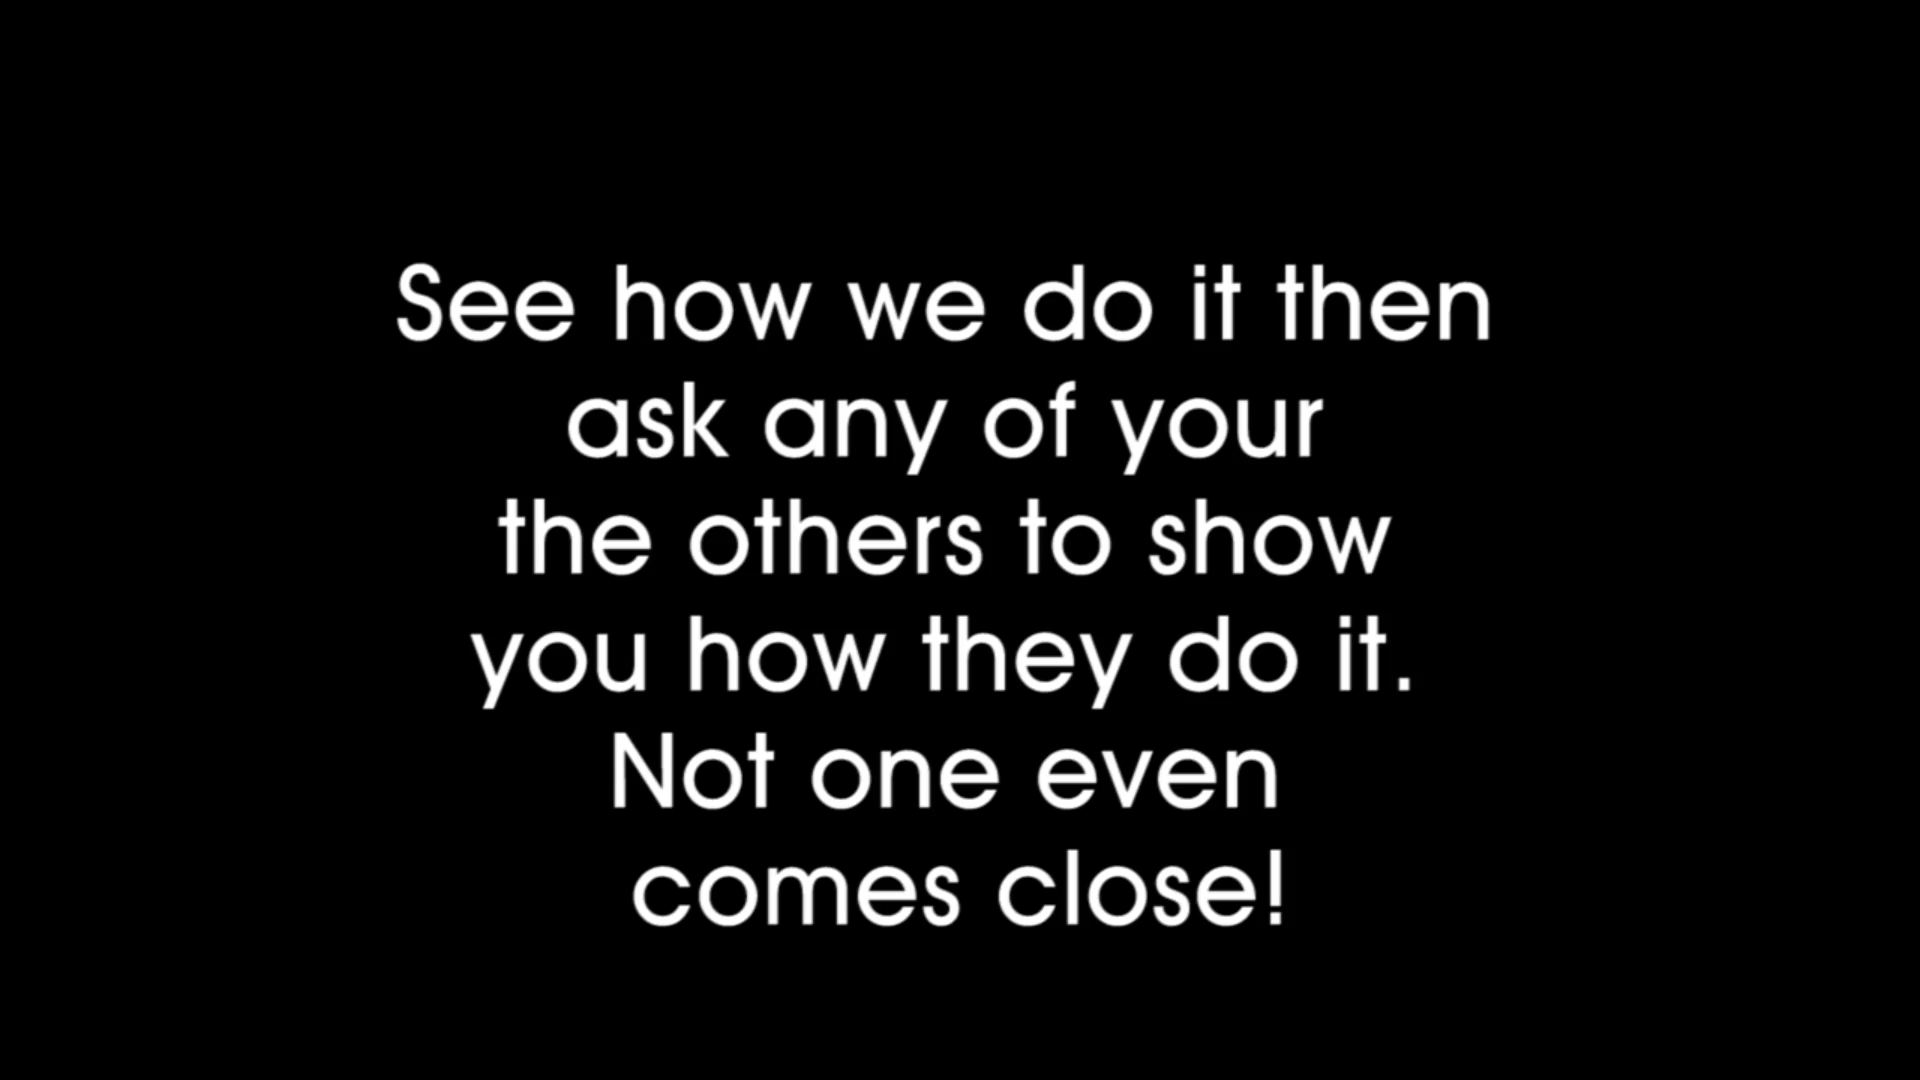 See how we do it then
ask any of your
the others to show
you how they do it.
Not one even
comes close!